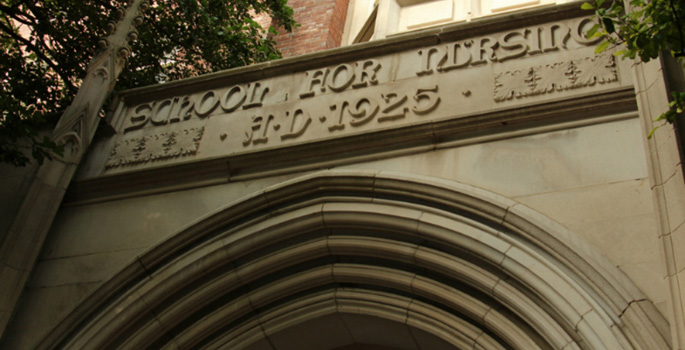 SCHOOL FOR NURSING
· A · D · 1925 ·